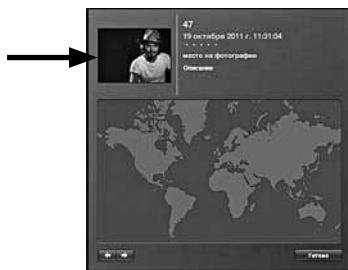 47
19 октября 2011 г. 11:31:04
место на фотографии
Описание
Готово